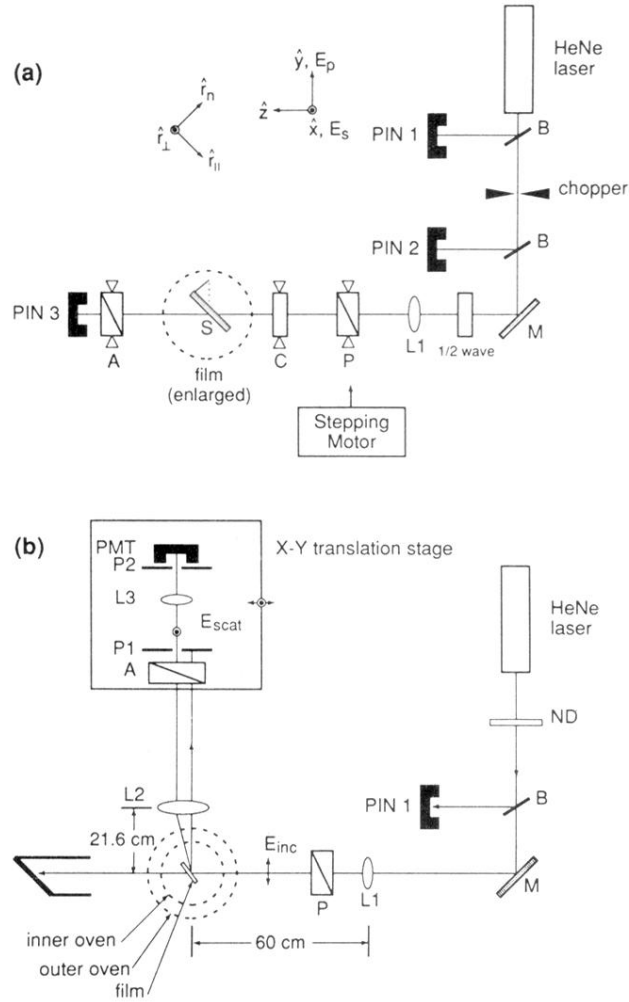 (a)
HeNe
laser
r̂n
r̂⊥
r̂||
ŷ, Ep
ẑ
x̂, Es
PIN 1
B
chopper
PIN 2
B
PIN 3
A
S
film
(enlarged)
C
P
L1
1/2 wave
M
Stepping
Motor
(b)
PMT
P2
L3
Escat
P1
A
X-Y translation stage
HeNe
laser
ND
L2
21.6 cm
PIN 1
B
Einc
P
L1
M
inner oven
outer oven
film
60 cm